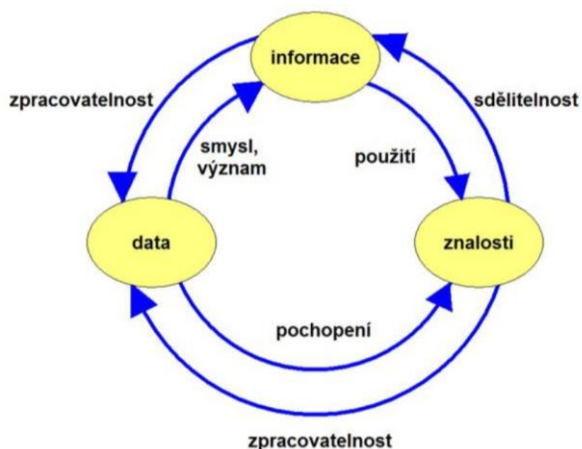 informace
zpracovatelnost
sdělitelnost
smysl,
význam
použití
data
znalosti
pochopení
zpracovatelnost